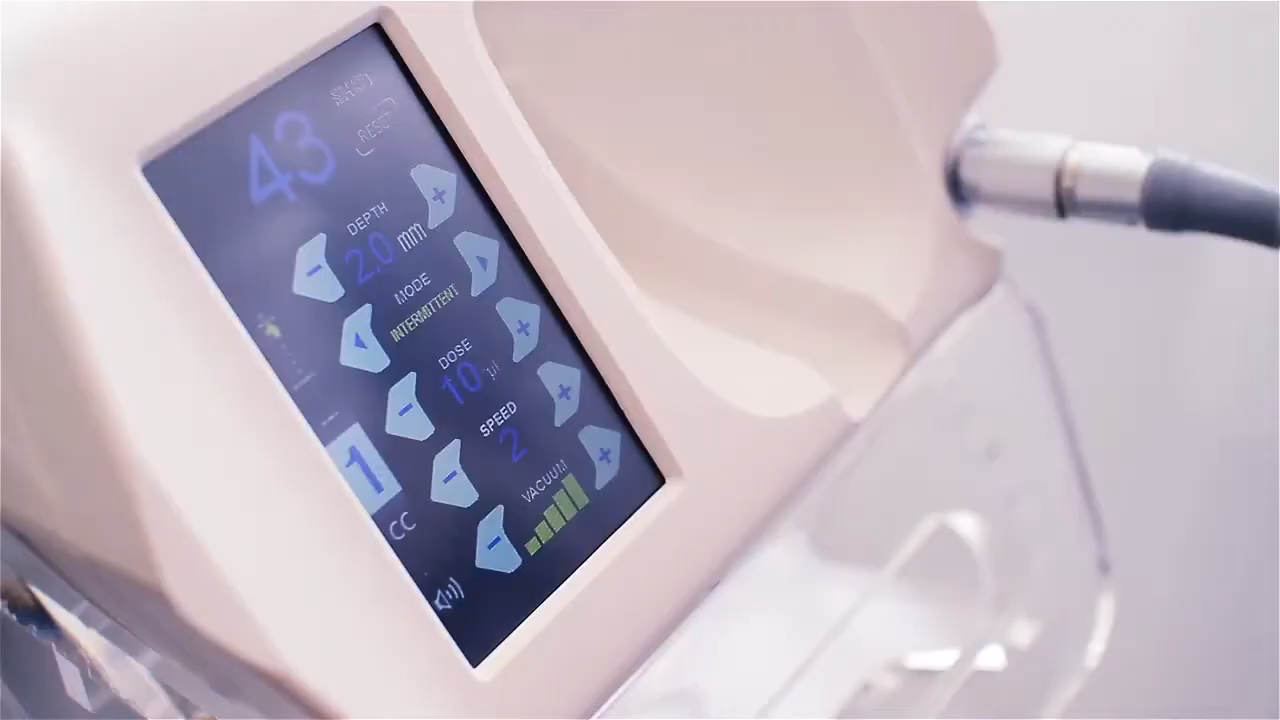 43
RESET
DEPTH
- 2.0 mm +
MODE
INTERMITTENT
DOSE
- 10 µl +
SPEED
- 2 +
VACUUM
- +
1
CC